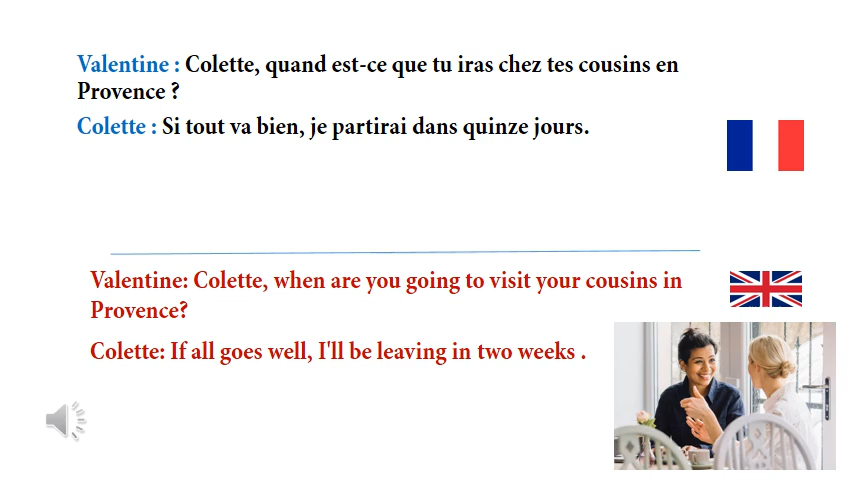 Valentine : Colette, quand est-ce que tu iras chez tes cousins en
Provence ?
Colette : Si tout va bien, je partirai dans quinze jours.
Valentine: Colette, when are you going to visit your cousins in
Provence?
Colette: If all goes well, I'll be leaving in two weeks .